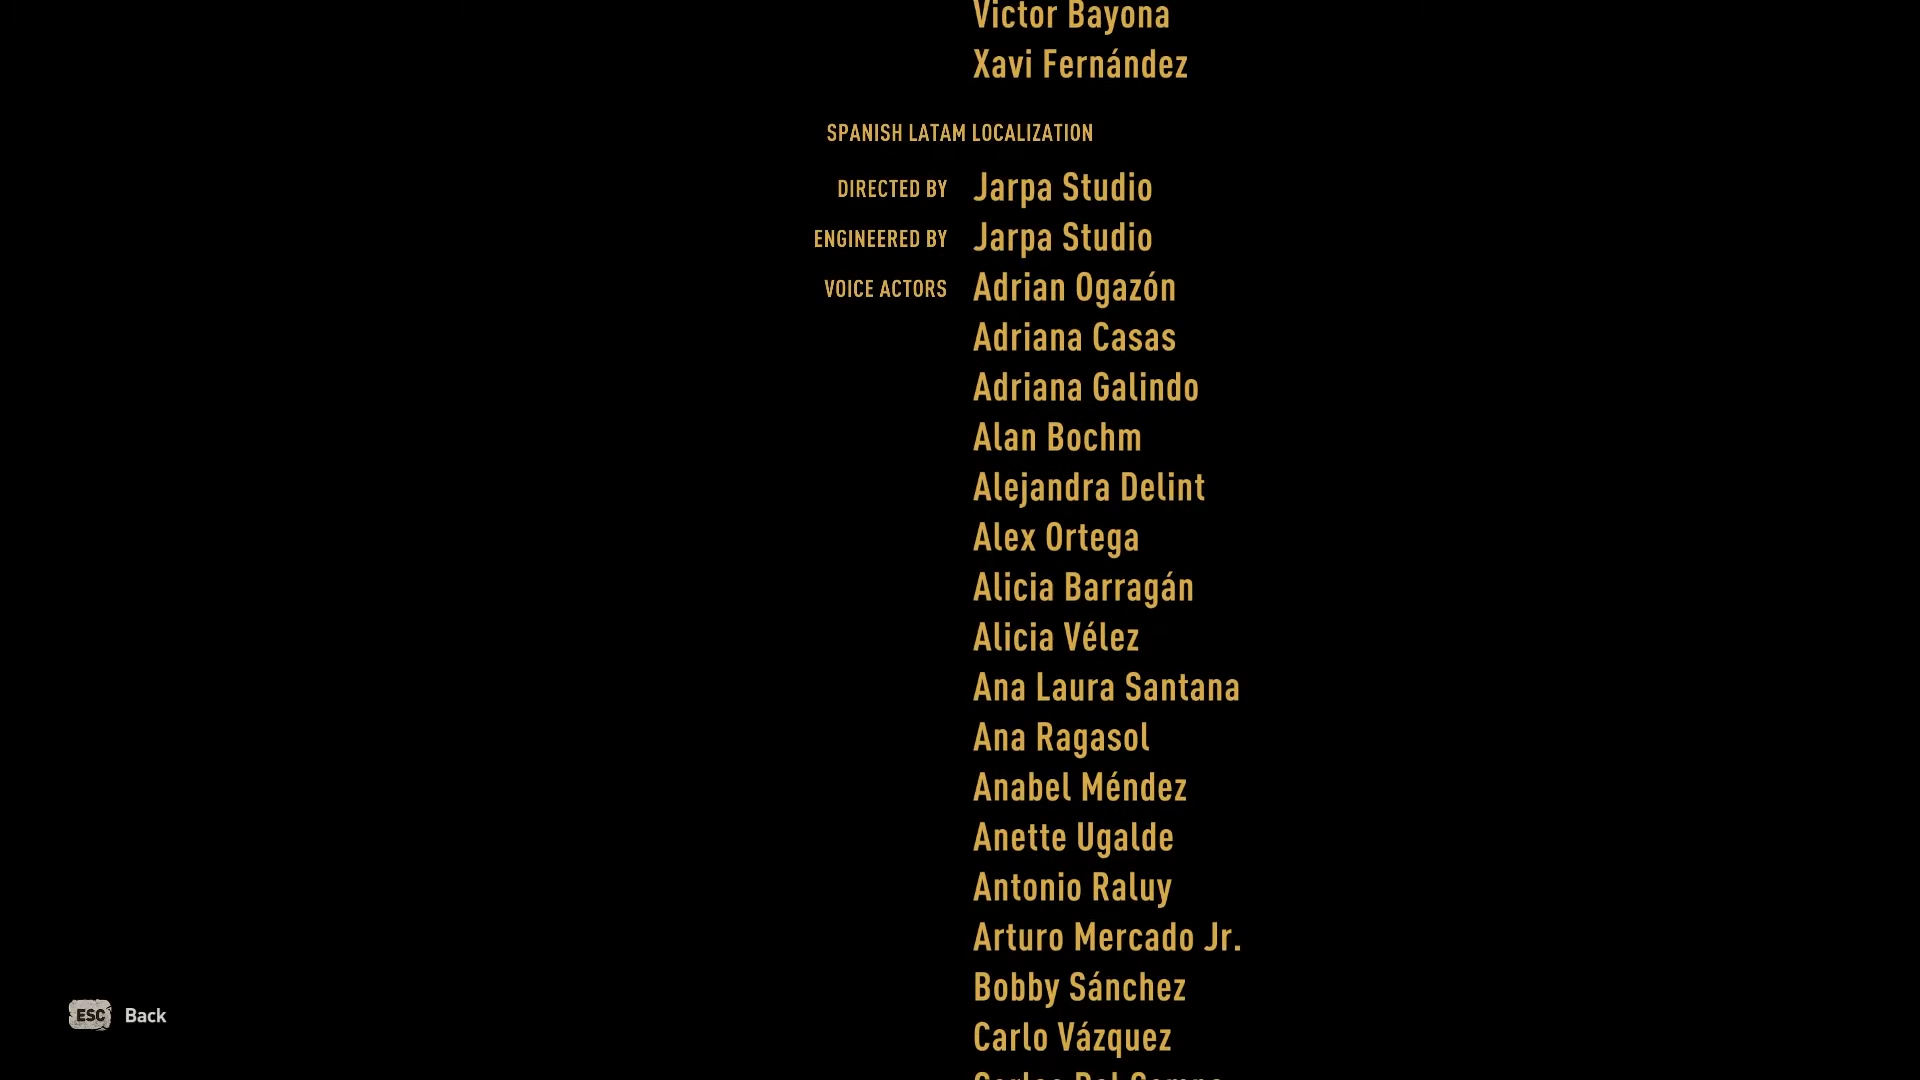 Victor Bayona
Xavi Fernández
SPANISH LATAM LOCALIZATION
DIRECTED BY Jarpa Studio
ENGINEERED BY Jarpa Studio
VOICE ACTORS Adrian Ogazón
Adriana Casas
Adriana Galindo
Alan Bochm
Alejandra Delint
Alex Ortega
Alicia Barragán
Alicia Vélez
Ana Laura Santana
Ana Ragasol
Anabel Méndez
Anette Ugalde
Antonio Raluy
Arturo Mercado Jr.
Bobby Sánchez
Carlo Vázquez
ESC Back